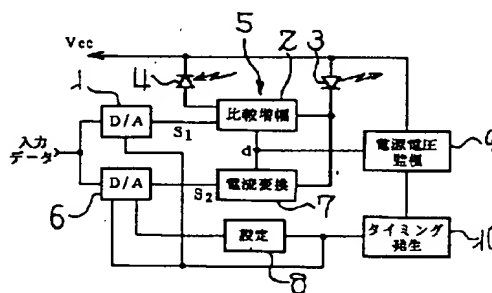 Vcc
5
2
3
4
1
D/A
比較増幅
S1
入力
データ
d
電源電圧
監視
9
D/A
S2
電流変換
6
7
設定
タイミング
発生
10
8